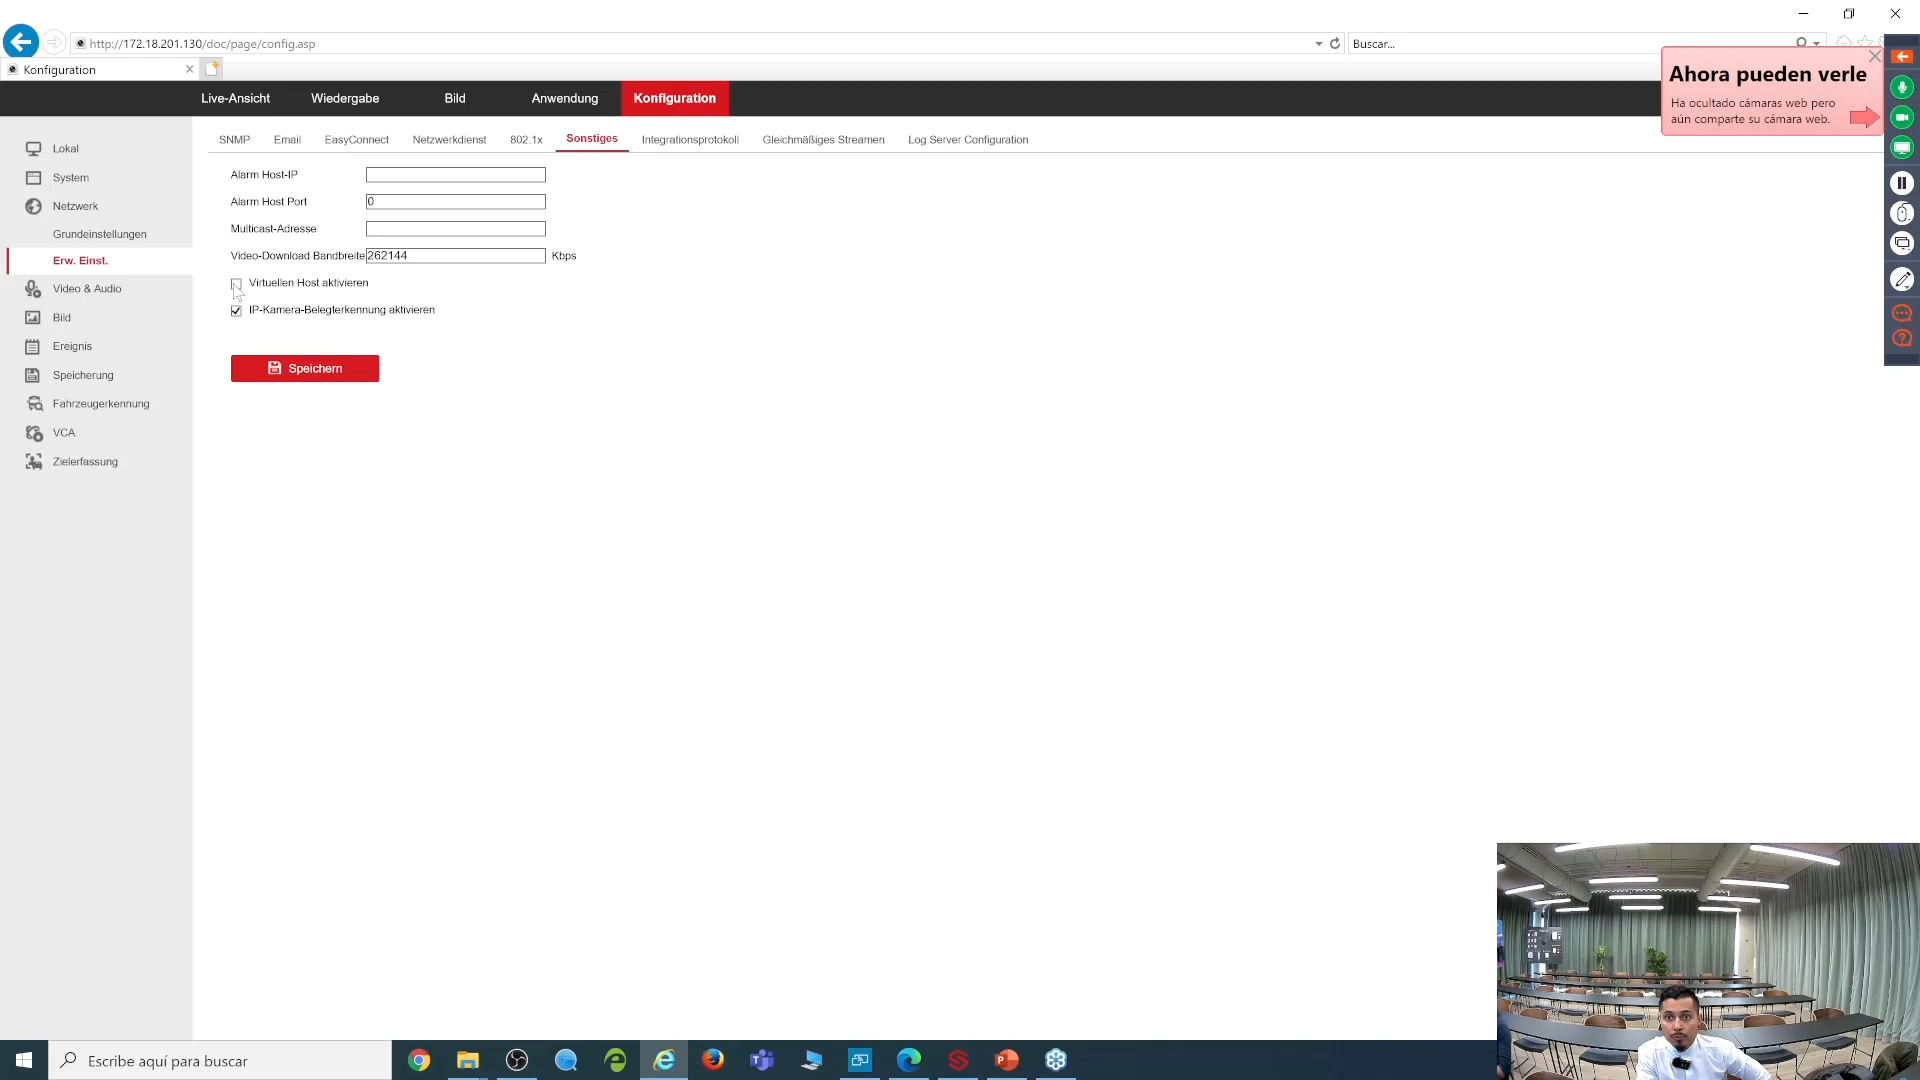 http://172.18.201.130/doc/page/config.asp
Buscar...
Konfiguration
Ahora pueden verle
Ha ocultado cámaras web pero
aún comparte su cámara web.
Live-Ansicht Wiedergabe Bild Anwendung Konfiguration
SNMP Email EasyConnect Netzwerkdienst 802.1x Sonstiges Integrationsprotokoll Gleichmäßiges Streamen Log Server Configuration
Lokal
System
Netzwerk
Grundeinstellungen
Erw. Einst.
Video & Audio
Bild
Ereignis
Speicherung
Fahrzeugerkennung
VCA
Zielerfassung
Alarm Host-IP
Alarm Host Port 0
Multicast-Adresse
Video-Download Bandbreite 262144 Kbps
Virtuellen Host aktivieren
IP-Kamera-Belegterkennung aktivieren
Speichern
Escribe aquí para buscar